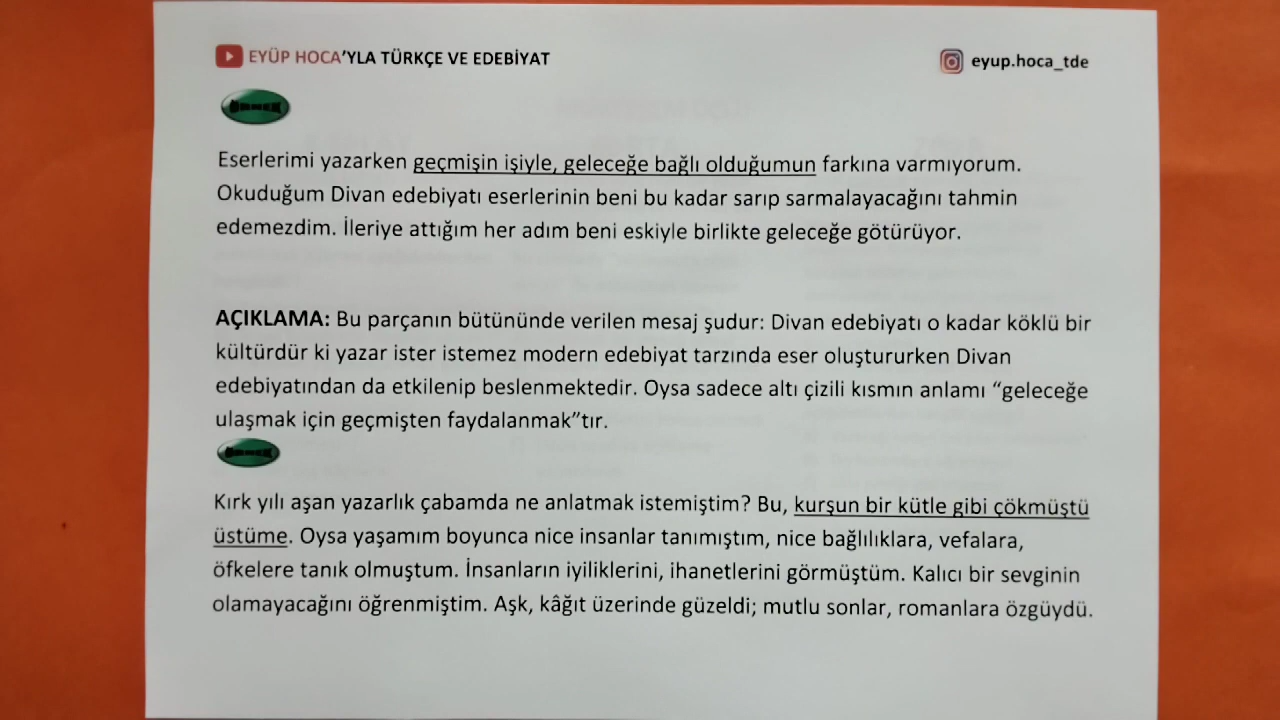 EYÜP HOCA'YLA TÜRKÇE VE EDEBİYAT
eyup.hoca_tde
ÖRNEK
Eserlerimi yazarken geçmişin işiyle, geleceğe bağlı olduğumun farkına varmıyorum.
Okuduğum Divan edebiyatı eserlerinin beni bu kadar sarıp sarmalayacağını tahmin
edemezdim. İleriye attığım her adım beni eskiyle birlikte geleceğe götürüyor.
AÇIKLAMA: Bu parçanın bütününde verilen mesaj şudur: Divan edebiyatı o kadar köklü bir
kültürdür ki yazar ister istemez modern edebiyat tarzında eser oluştururken Divan
edebiyatından da etkilenip beslenmektedir. Oysa sadece altı çizili kısmın anlamı “geleceğe
ulaşmak için geçmişten faydalanmak”tır.
ÖRNEK
Kırk yılı aşan yazarlık çabamda ne anlatmak istemiştim? Bu, kurşun bir kütle gibi çökmüştü
üstüme. Oysa yaşamım boyunca nice insanlar tanımıştım, nice bağlılıklara, vefalara,
öfkelere tanık olmuştum. İnsanların iyiliklerini, ihanetlerini görmüştüm. Kalıcı bir sevginin
olamayacağını öğrenmiştim. Aşk, kâğıt üzerinde güzeldi; mutlu sonlar, romanlara özgüydü.